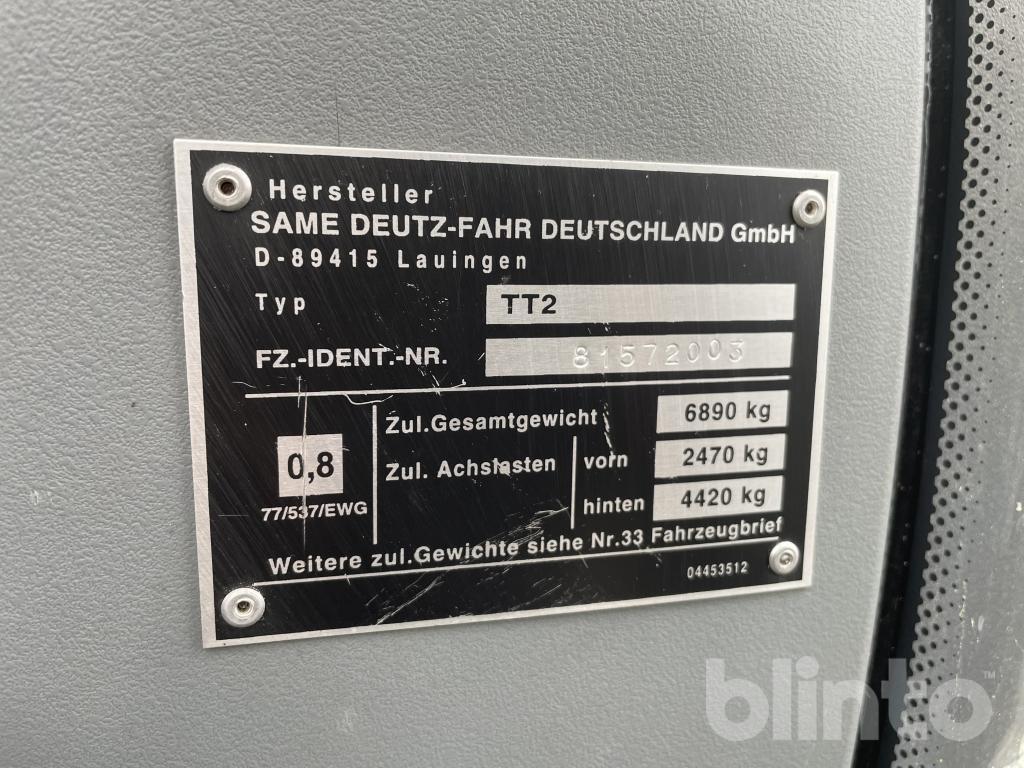 Hersteller
SAME DEUTZ-FAHR DEUTSCHLAND GmbH
D-89415 Lauingen
Typ TT2
FZ.-IDENT.-NR. 81572003
Zul.Gesamtgewicht 6890 kg
0,8 Zul. Achslasten vorn 2470 kg
77/537/EWG hinten 4420 kg
Weitere zul.Gewichte siehe Nr.33 Fahrzeugbrief
04453512
blinto™